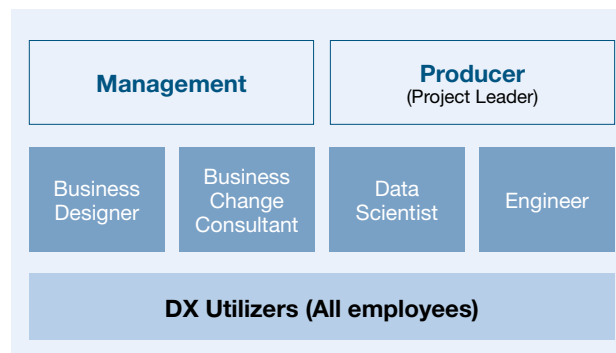 Management
Producer
(Project Leader)
Business
Designer
Business
Change
Consultant
Data
Scientist
Engineer
DX Utilizers (All employees)